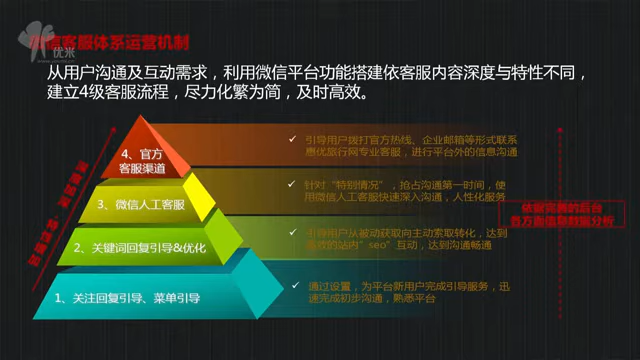 微信客服体系运营机制
优米
从用户沟通及互动需求，利用微信平台功能搭建依客服内容深度与特性不同，
建立4级客服流程，尽力化繁为简，及时高效。
4、官方
客服渠道
引导用户拨打官方热线、企业邮箱等形式联系
惠优旅行网专业客服，进行平台外的信息沟通
3、微信人工客服
针对“特别情况”，抢占沟通第一时间，使
用微信人工客服快速深入沟通，人性化服务
2、关键词回复引导&优化
引导用户从被动获取向主动索取转化，达到
高效的站内“seo”互动，达到沟通畅通
1、关注回复引导、菜单引导
通过设置，为平台新用户完成引导服务，迅
速完成初步沟通，熟悉平台
依据完善的后台
各方面信息数据分析